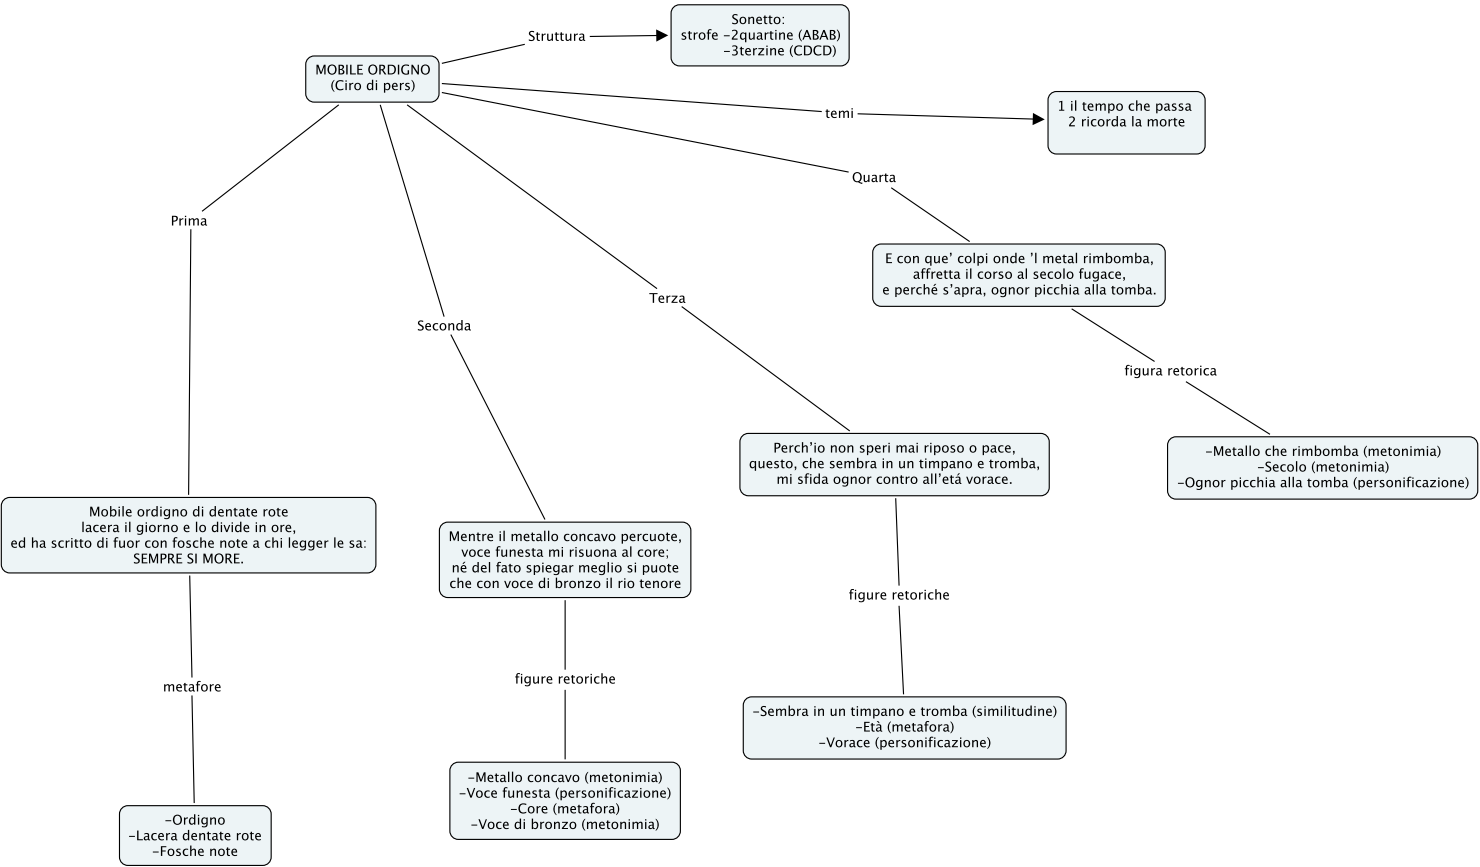 Sonetto:
strofe -2quartine (ABAB)
-3terzine (CDCD)
Struttura
MOBILE ORDIGNO
(Ciro di pers)
temi
1 il tempo che passa
2 ricorda la morte
Quarta
E con que' colpi onde 'l metal rimbomba,
affretta il corso al secolo fugace,
e perché s'apra, ognor picchia alla tomba.
figura retorica
-Metallo che rimbomba (metonimia)
-Secolo (metonimia)
-Ognor picchia alla tomba (personificazione)
Prima
Mobile ordigno di dentate rote
lacera il giorno e lo divide in ore,
ed ha scritto di fuor con fosche note a chi legger le sa:
SEMPRE SI MORE.
metafore
-Ordigno
-Lacera dentate rote
-Fosche note
Seconda
Mentre il metallo concavo percuote,
voce funesta mi risuona al core;
né del fato spiegar meglio si puote
che con voce di bronzo il rio tenore
figure retoriche
-Metallo concavo (metonimia)
-Voce funesta (personificazione)
-Core (metafora)
-Voce di bronzo (metonimia)
Terza
Perch'io non speri mai riposo o pace,
questo, che sembra in un timpano e tromba,
mi sfida ognor contro all'etá vorace.
figure retoriche
-Sembra in un timpano e tromba (similitudine)
-Età (metafora)
-Vorace (personificazione)